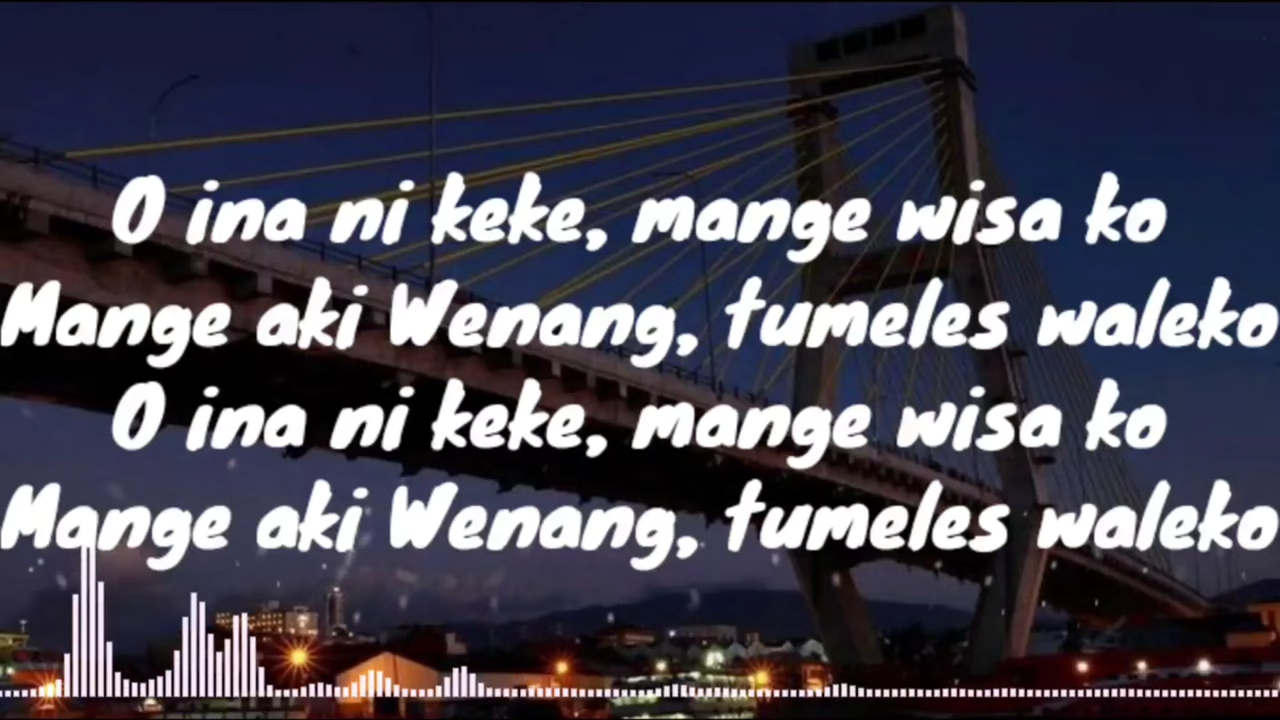 O ina ni keke, mange wisa ko
Mange aki Wenang, tumeles waleko
O ina ni keke, mange wisa ko
Mange aki Wenang, tumeles waleko